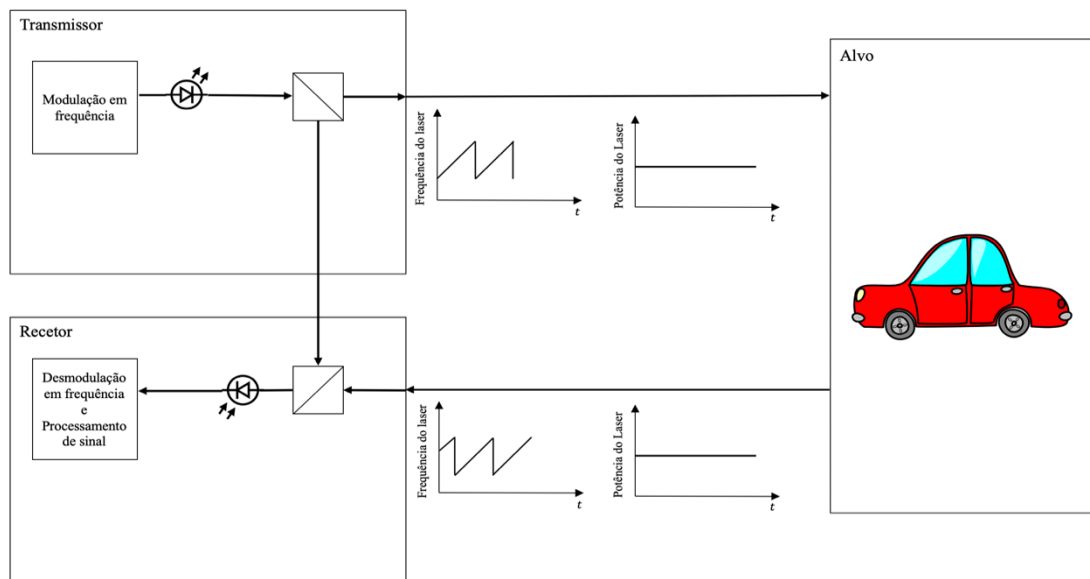 Transmissor
Modulação em
frequência
Frequência do laser
t
Potência do Laser
t
Alvo
Recetor
Desmodulação
em frequência
e
Processamento
de sinal
Frequência do laser
t
Potência do Laser
t